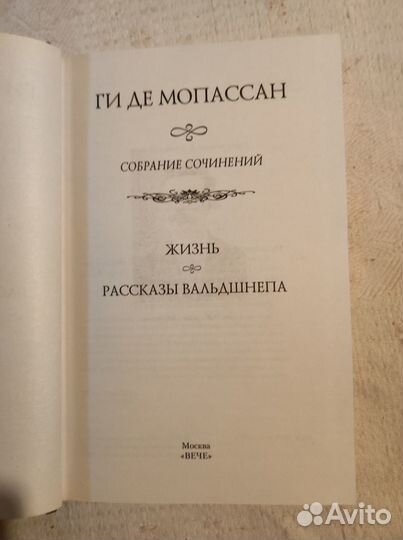 ГИ ДЕ МОПАССАН
СОБРАНИЕ СОЧИНЕНИЙ
ЖИЗНЬ
РАССКАЗЫ ВАЛЬДШНЕПА
Москва
«ВЕЧЕ»
Avito